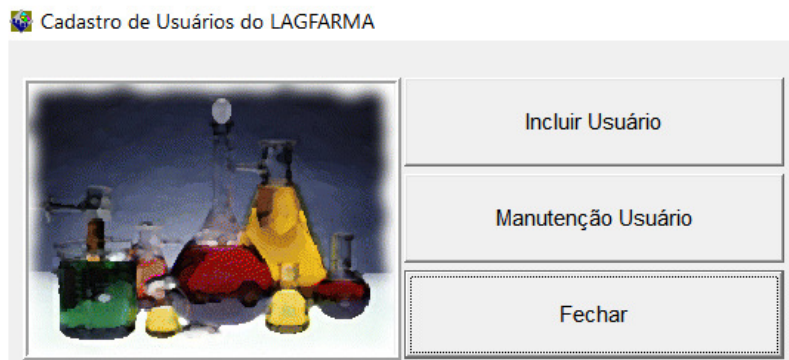 Cadastro de Usuários do LAGFARMA
Incluir Usuário
Manutenção Usuário
Fechar